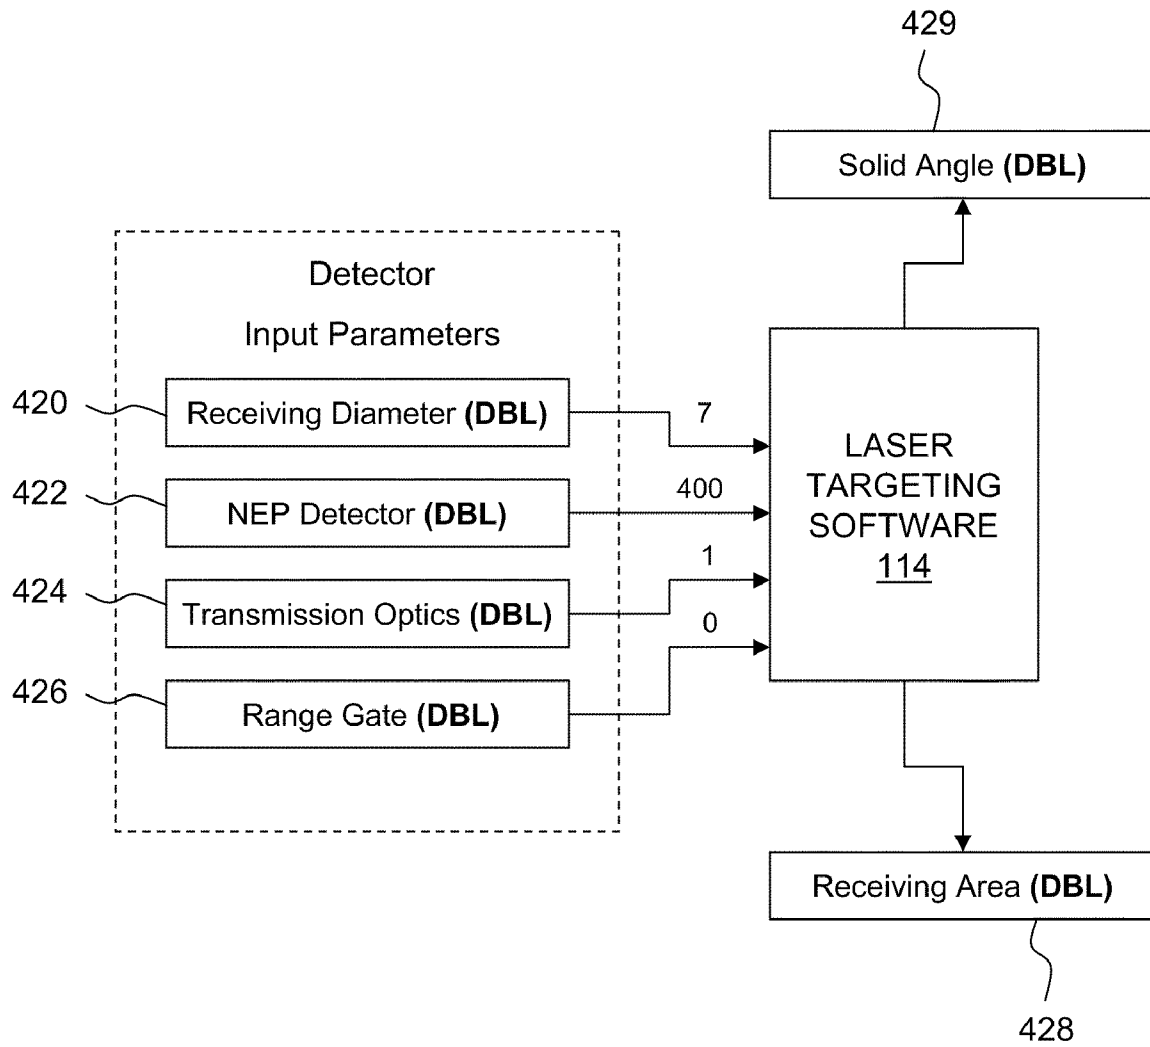 429
Solid Angle (DBL)
Detector
Input Parameters
420
Receiving Diameter (DBL)
7
422
NEP Detector (DBL)
400
424
Transmission Optics (DBL)
1
426
Range Gate (DBL)
0
LASER
TARGETING
SOFTWARE
114
Receiving Area (DBL)
428